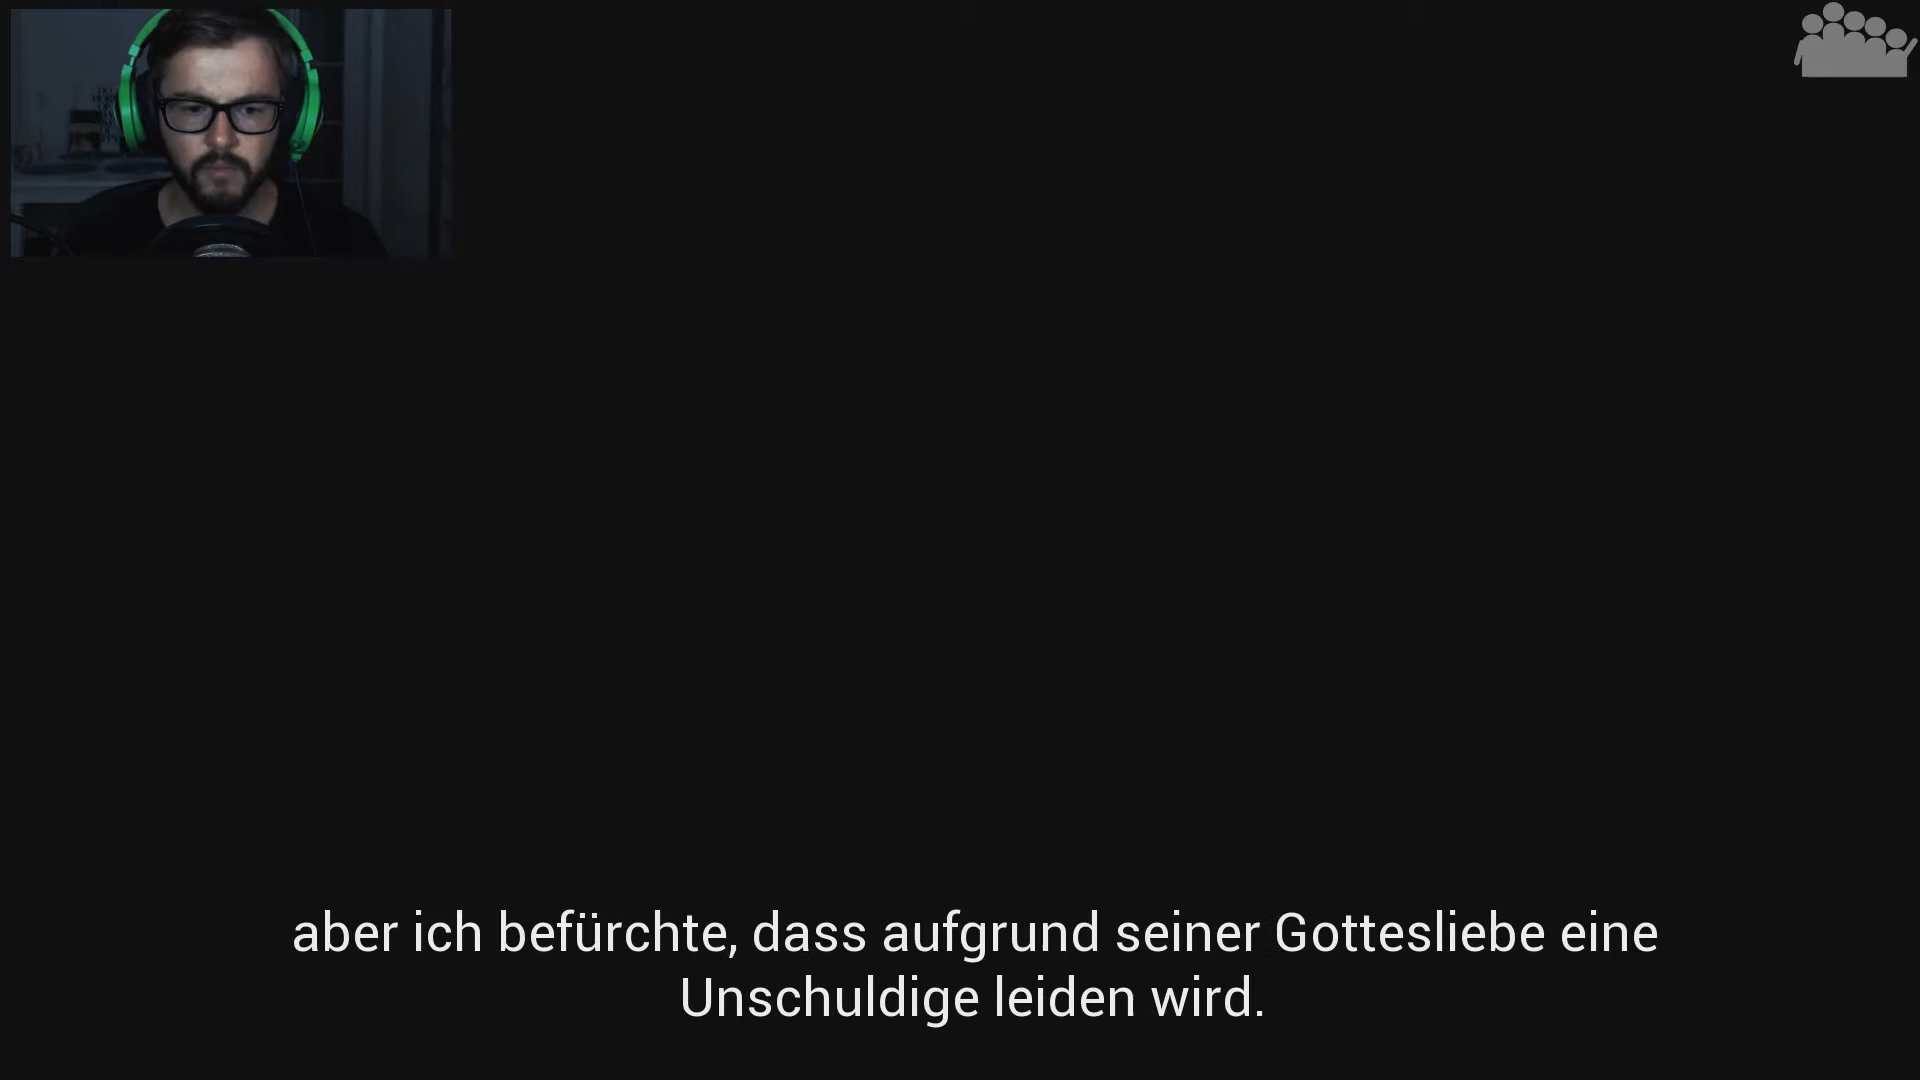 aber ich befürchte, dass aufgrund seiner Gottesliebe eine
Unschuldige leiden wird.